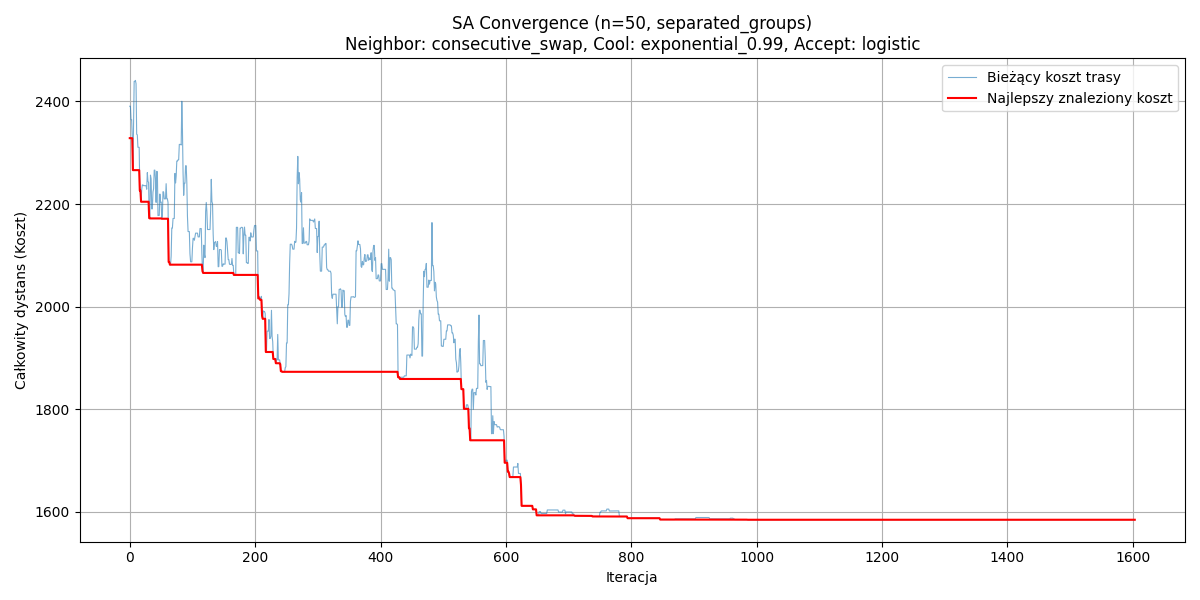 SA Convergence (n=50, separated_groups)
Neighbor: consecutive_swap, Cool: exponential_0.99, Accept: logistic
Bieżący koszt trasy
Najlepszy znaleziony koszt
Całkowity dystans (Koszt)
2400
2200
2000
1800
1600
0 200 400 600 800 1000 1200 1400 1600
Iteracja